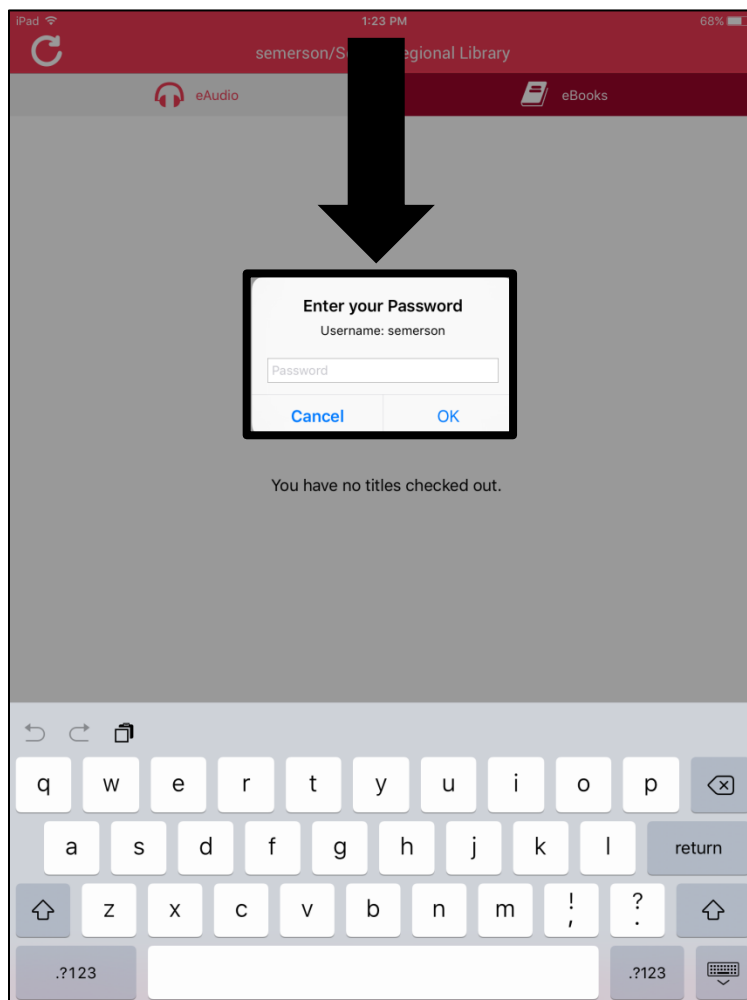 iPad 1:23 PM 68%
semerson/S egional Library
eAudio eBooks
Enter your Password
Username: semerson
Password
Cancel OK
You have no titles checked out.
q w e r t y u i o p
a s d f g h j k l return
z x c v b n m ! , ? .
.?123 .?123